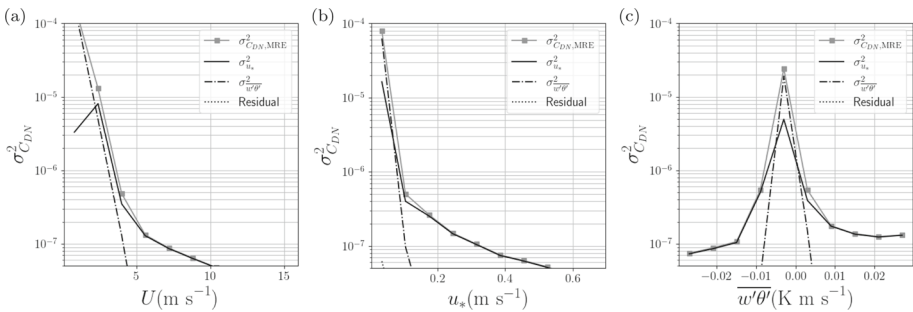 (a)
10⁻⁴
10⁻⁵
10⁻⁶
10⁻⁷
σ²_{C_{DN}}
σ²_{C_{DN},MRE}
σ²_{u_*}
σ²_{\overline{w'θ'}}
Residual
5 10 15
U(m s⁻¹)
(b)
10⁻⁴
10⁻⁵
10⁻⁶
10⁻⁷
σ²_{C_{DN}}
σ²_{C_{DN},MRE}
σ²_{u_*}
σ²_{\overline{w'θ'}}
Residual
0.2 0.4 0.6
u_*(m s⁻¹)
(c)
10⁻⁴
10⁻⁵
10⁻⁶
10⁻⁷
σ²_{C_{DN}}
σ²_{C_{DN},MRE}
σ²_{u_*}
σ²_{\overline{w'θ'}}
Residual
−0.02 −0.01 0.00 0.01 0.02
\overline{w'θ'}(K m s⁻¹)